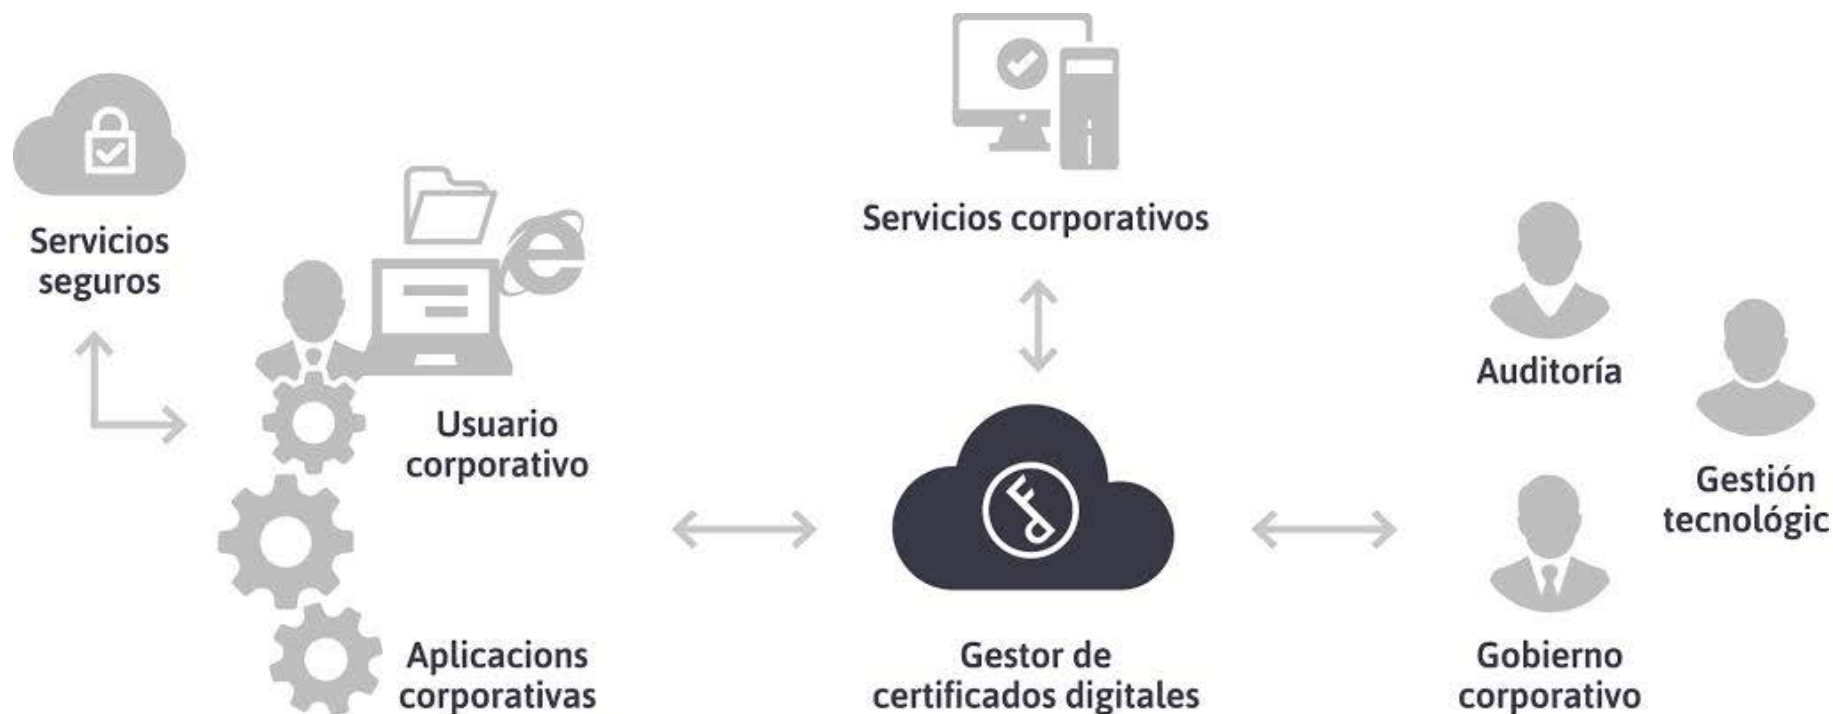 Servicios
seguros
Usuario
corporativo
Aplicacions
corporativas
Servicios corporativos
Gestor de
certificados digitales
Auditoría
Gestión
tecnológic
Gobierno
corporativo